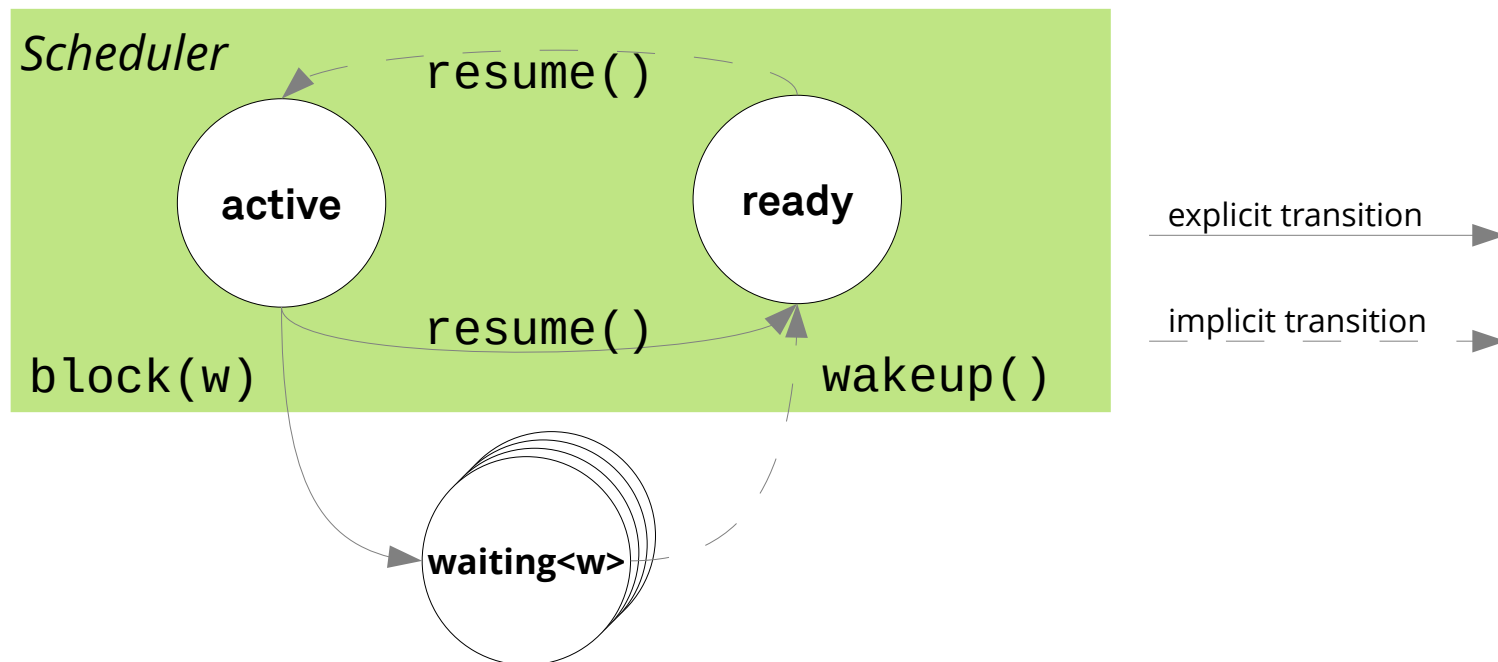 Scheduler
resume()
active
ready
explicit transition
resume()
implicit transition
block(w)
wakeup()
waiting<w>